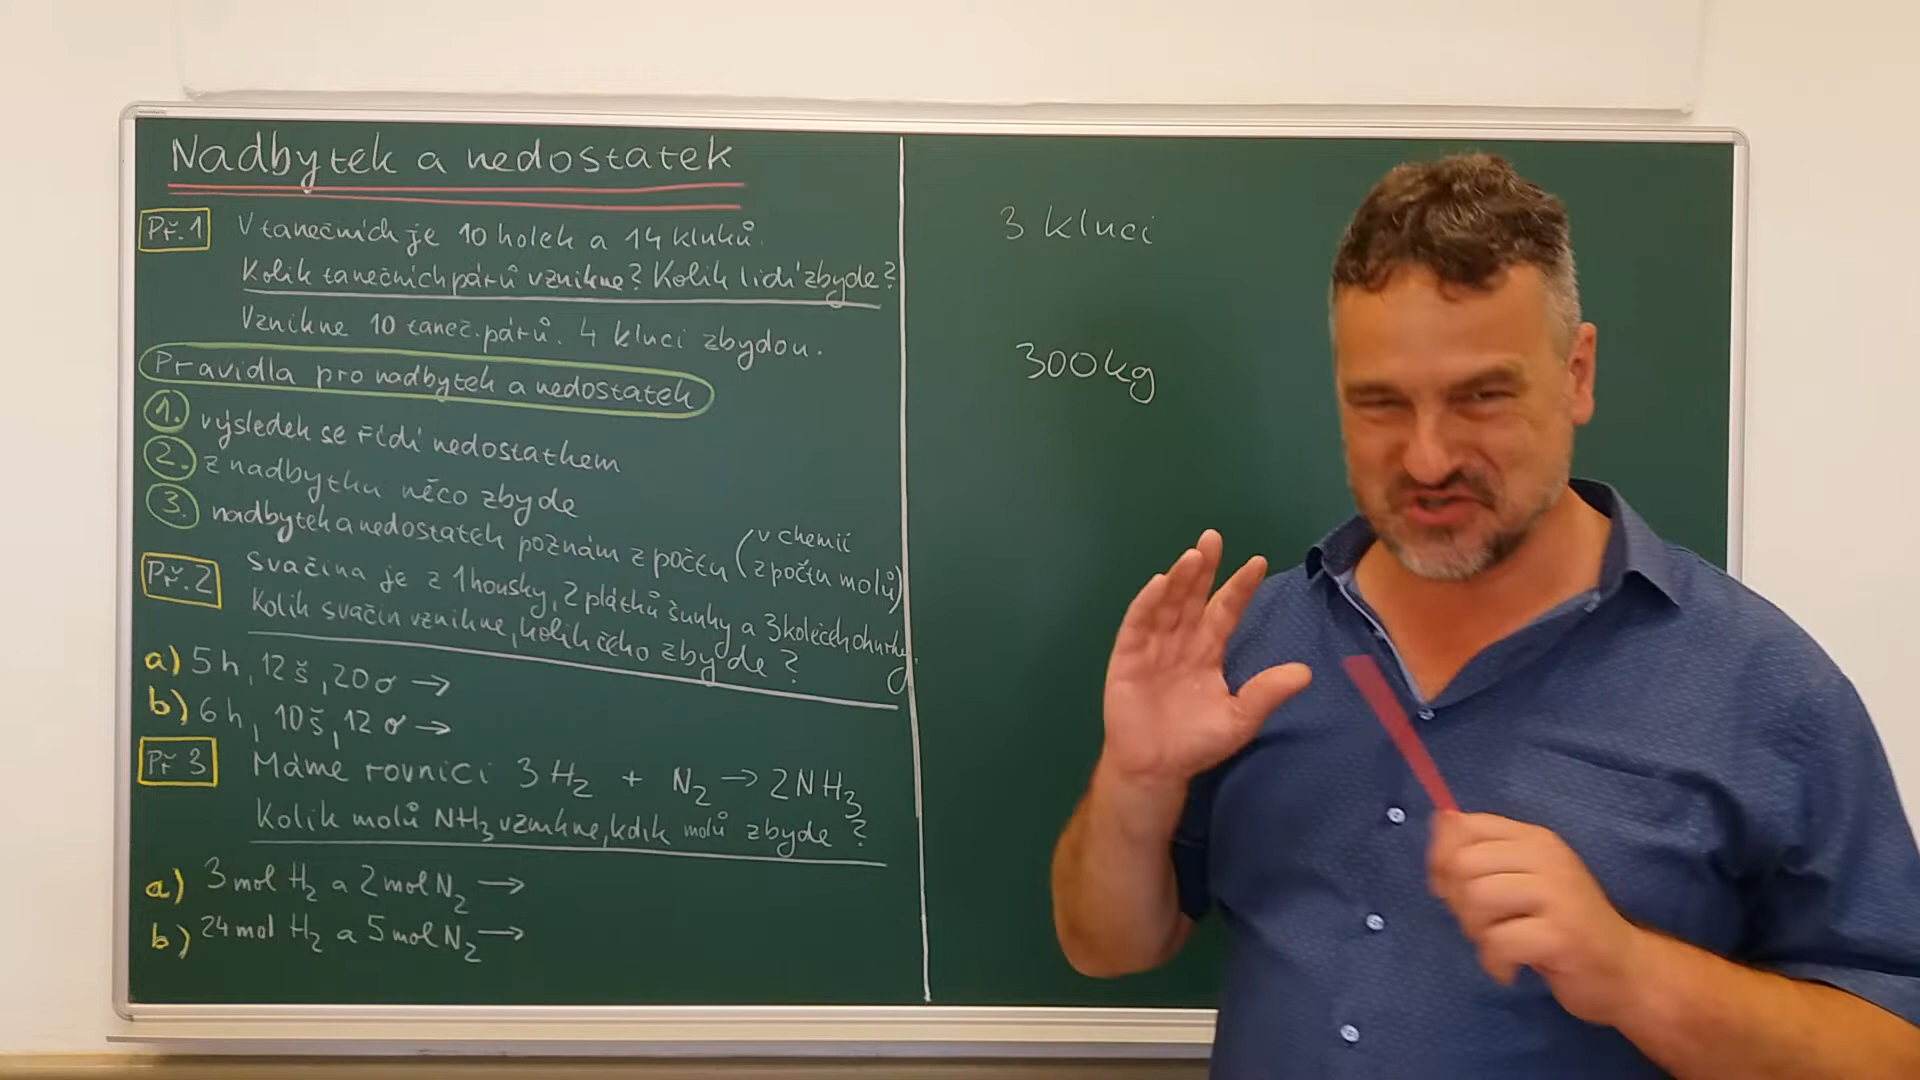 Nadbytek a nedostatek
Př.1 V tanečních je 10 holek a 14 kluků.
Kolik tanečních párů vznikne? Kolik lidí zbyde?
Vznikne 10 taneč. párů. 4 kluci zbydou.
Pravidla pro nadbytek a nedostatek
1. výsledek se řídí nedostatkem
2. z nadbytku něco zbyde
3. nadbytek a nedostatek poznám z počtu (v chemii
z počtu molů)
Př.2 Svačina je z 1 housky, 2 plátků šunky a 3 koleček okurky.
Kolik svačin vznikne, kolik čeho zbyde?
a) 5 h, 12 š, 20 o →
b) 6 h, 10 š, 12 o →
Př 3 Máme rovnici 3 H₂ + N₂ → 2NH₃
Kolik molů NH₃ vznikne, kolik molů zbyde?
a) 3 mol H₂ a 2 mol N₂ →
b) 24 mol H₂ a 5 mol N₂ →
3 kluci
300kg